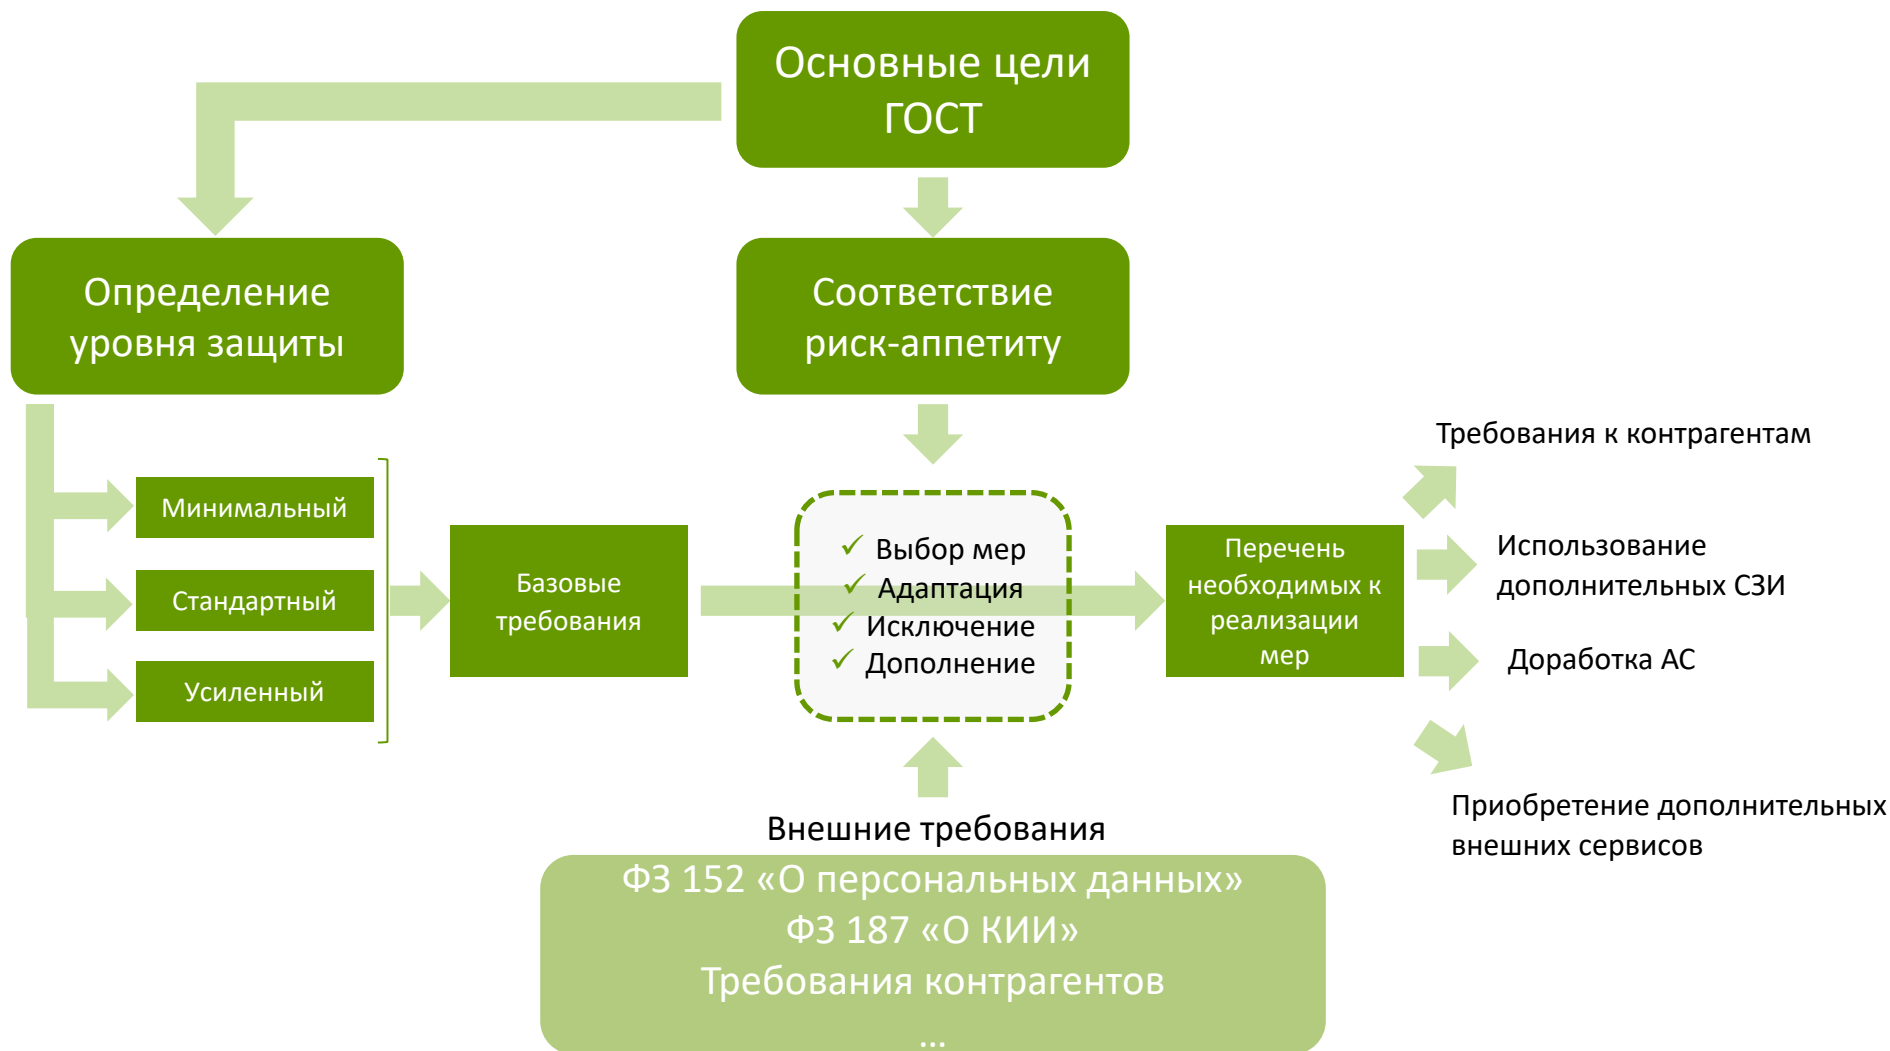 Основные цели
ГОСТ
Определение
уровня защиты
Соответствие
риск-аппетиту
Минимальный
Стандартный
Усиленный
Базовые
требования
Выбор мер
Адаптация
Исключение
Дополнение
Перечень
необходимых к
реализации
мер
Требования к контрагентам
Использование
дополнительных СЗИ
Доработка АС
Приобретение дополнительных
внешних сервисов
Внешние требования
ФЗ 152 «О персональных данных»
ФЗ 187 «О КИИ»
Требования контрагентов
...